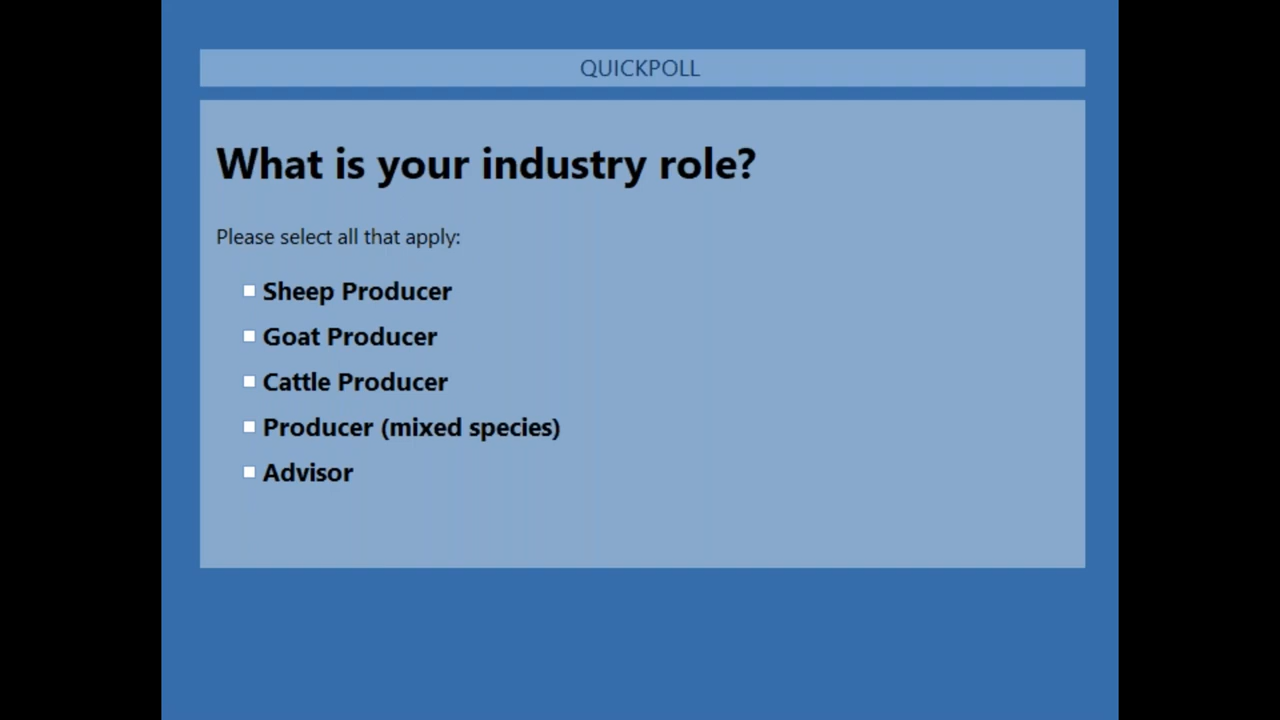 QUICKPOLL
What is your industry role?
Please select all that apply:
Sheep Producer
Goat Producer
Cattle Producer
Producer (mixed species)
Advisor